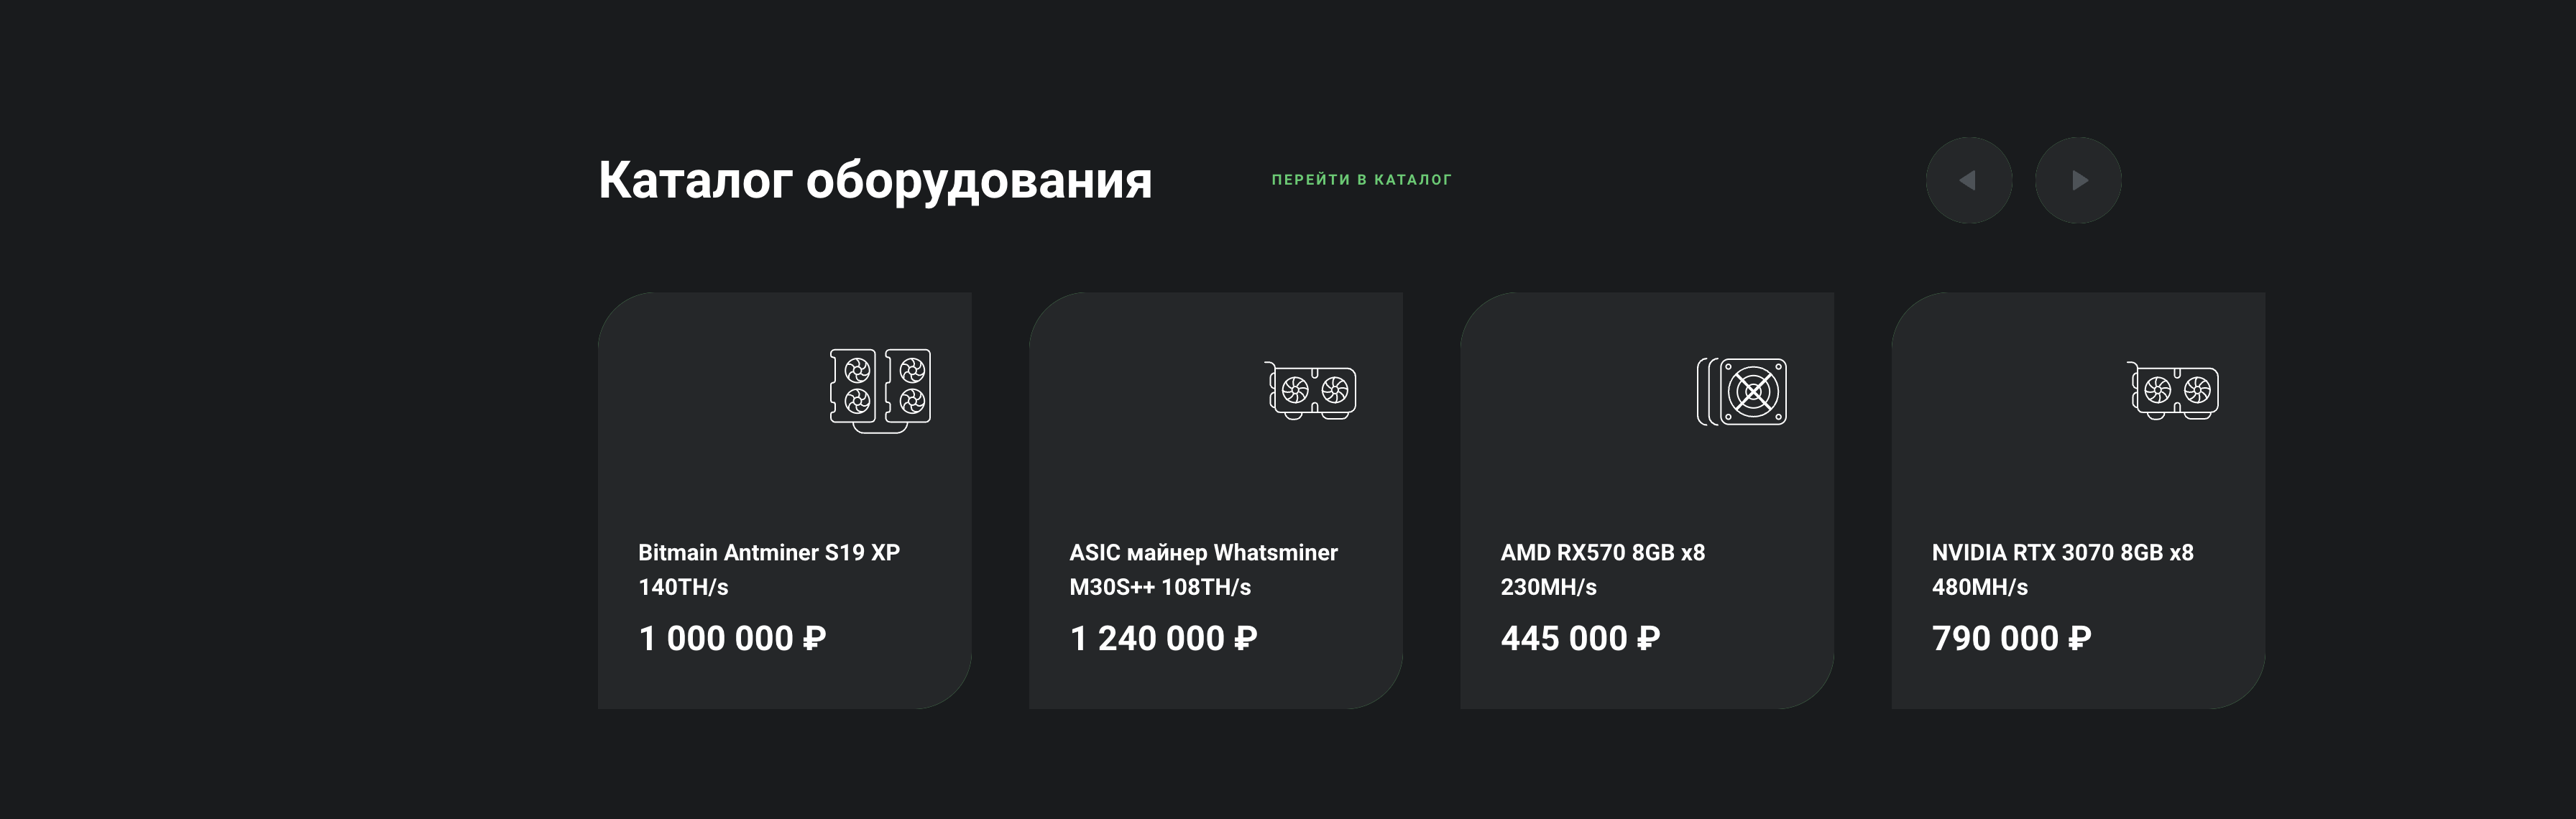 Каталог оборудования
ПЕРЕЙТИ В КАТАЛОГ
Bitmain Antminer S19 XP
140TH/s
1 000 000 ₽
ASIC майнер Whatsminer
M30S++ 108TH/s
1 240 000 ₽
AMD RX570 8GB x8
230MH/s
445 000 ₽
NVIDIA RTX 3070 8GB x8
480MH/s
790 000 ₽